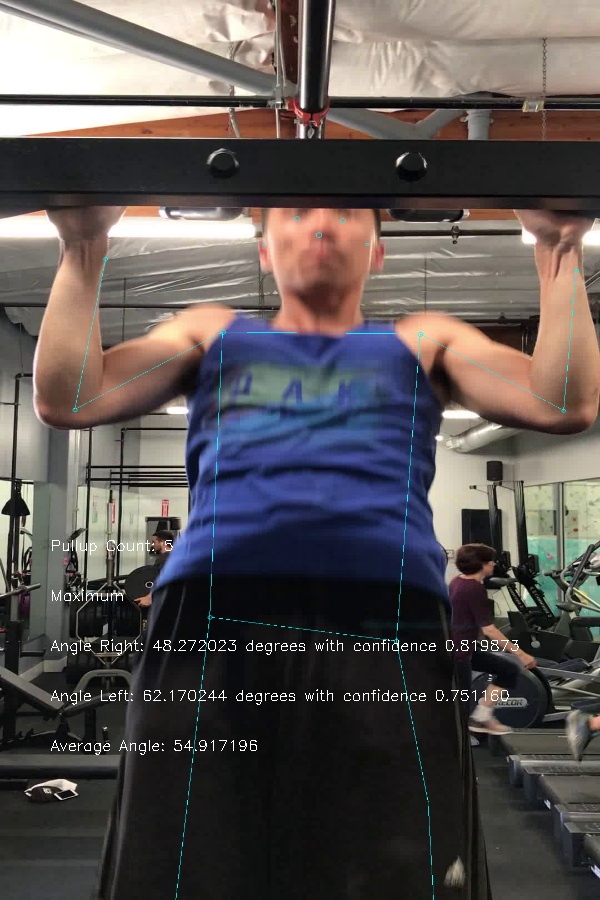 Pullup Count: 5
Maximum
Angle Right: 48.272023 degrees with confidence 0.819873
Angle Left: 62.170244 degrees with confidence 0.751160
Average Angle: 54.917196